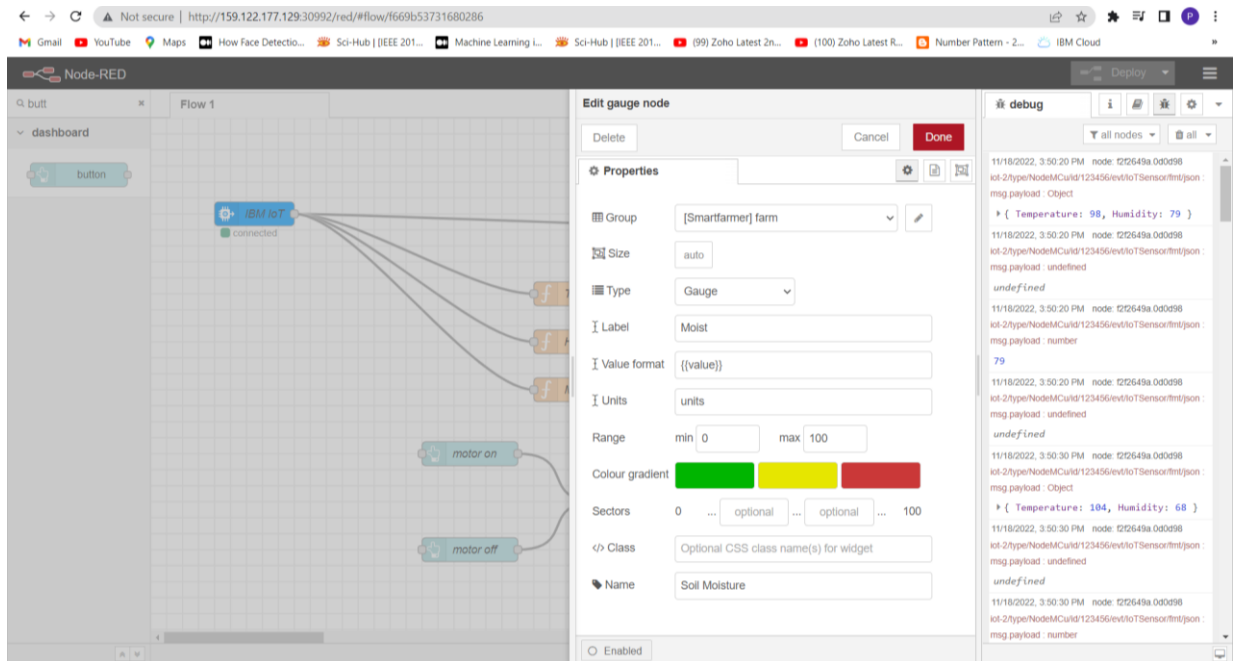 Not secure | http://159.122.177.129:30992/red/#flow/f669b53731680286
P
Gmail YouTube Maps How Face Detectio... Sci-Hub | [IEEE 201... Machine Learning i... Sci-Hub | [IEEE 201... (99) Zoho Latest 2n... (100) Zoho Latest R... Number Pattern - 2... IBM Cloud »
Node-RED Deploy
butt Flow 1
dashboard
button
IBM IoT
connected
motor on
motor off
Edit gauge node
Delete Cancel Done
Properties
Group [Smartfarmer] farm
Size auto
Type Gauge
Label Moist
Value format {{value}}
Units units
Range min 0 max 100
Colour gradient
Sectors 0 ... optional ... optional ... 100
</> Class Optional CSS class name(s) for widget
Name Soil Moisture
Enabled
debug i
all nodes all
11/18/2022, 3:50:20 PM node: f2f2649a.0d0d98
iot-2/type/NodeMCu/id/123456/evt/IoTSensor/fmt/json :
msg.payload : Object
{ Temperature: 98, Humidity: 79 }
11/18/2022, 3:50:20 PM node: f2f2649a.0d0d98
iot-2/type/NodeMCu/id/123456/evt/IoTSensor/fmt/json :
msg.payload : undefined
undefined
11/18/2022, 3:50:20 PM node: f2f2649a.0d0d98
iot-2/type/NodeMCu/id/123456/evt/IoTSensor/fmt/json :
msg.payload : number
79
11/18/2022, 3:50:20 PM node: f2f2649a.0d0d98
iot-2/type/NodeMCu/id/123456/evt/IoTSensor/fmt/json :
msg.payload : undefined
undefined
11/18/2022, 3:50:30 PM node: f2f2649a.0d0d98
iot-2/type/NodeMCu/id/123456/evt/IoTSensor/fmt/json :
msg.payload : Object
{ Temperature: 104, Humidity: 68 }
11/18/2022, 3:50:30 PM node: f2f2649a.0d0d98
iot-2/type/NodeMCu/id/123456/evt/IoTSensor/fmt/json :
msg.payload : undefined
undefined
11/18/2022, 3:50:30 PM node: f2f2649a.0d0d98
iot-2/type/NodeMCu/id/123456/evt/IoTSensor/fmt/json :
msg.payload : number